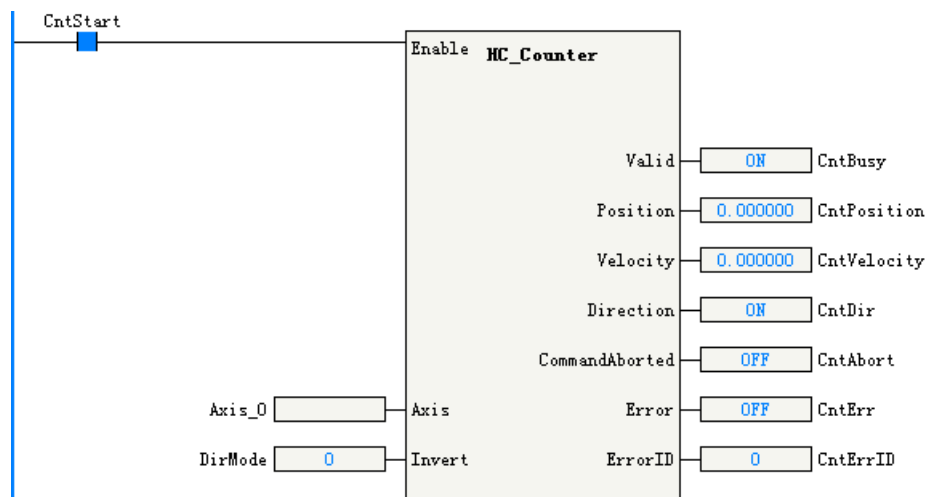 CntStart
Enable HC_Counter
Valid ON CntBusy
Position 0.000000 CntPosition
Velocity 0.000000 CntVelocity
Direction ON CntDir
CommandAborted OFF CntAbort
Axis_0 Axis Error OFF CntErr
DirMode 0 Invert ErrorID 0 CntErrID